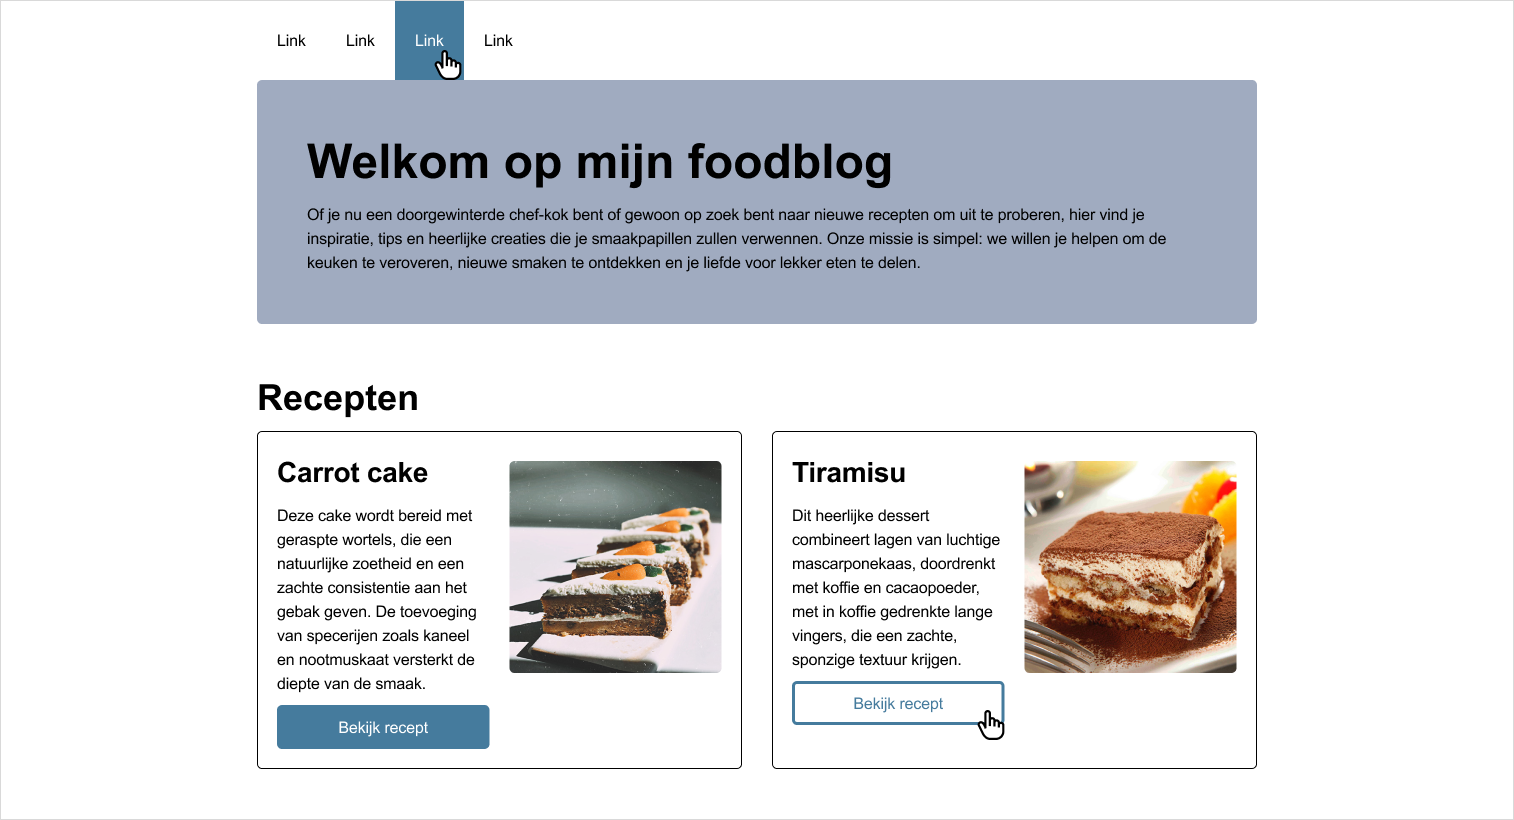 Link Link Link Link
Welkom op mijn foodblog
Of je nu een doorgewinterde chef-kok bent of gewoon op zoek bent naar nieuwe recepten om uit te proberen, hier vind je
inspiratie, tips en heerlijke creaties die je smaakpapillen zullen verwennen. Onze missie is simpel: we willen je helpen om de
keuken te veroveren, nieuwe smaken te ontdekken en je liefde voor lekker eten te delen.
Recepten
Carrot cake
Deze cake wordt bereid met
geraspte wortels, die een
natuurlijke zoetheid en een
zachte consistentie aan het
gebak geven. De toevoeging
van specerijen zoals kaneel
en nootmuskaat versterkt de
diepte van de smaak.
Bekijk recept
Tiramisu
Dit heerlijke dessert
combineert lagen van luchtige
mascarponekaas, doordrenkt
met koffie en cacaopoeder,
met in koffie gedrenkte lange
vingers, die een zachte,
sponzige textuur krijgen.
Bekijk recept